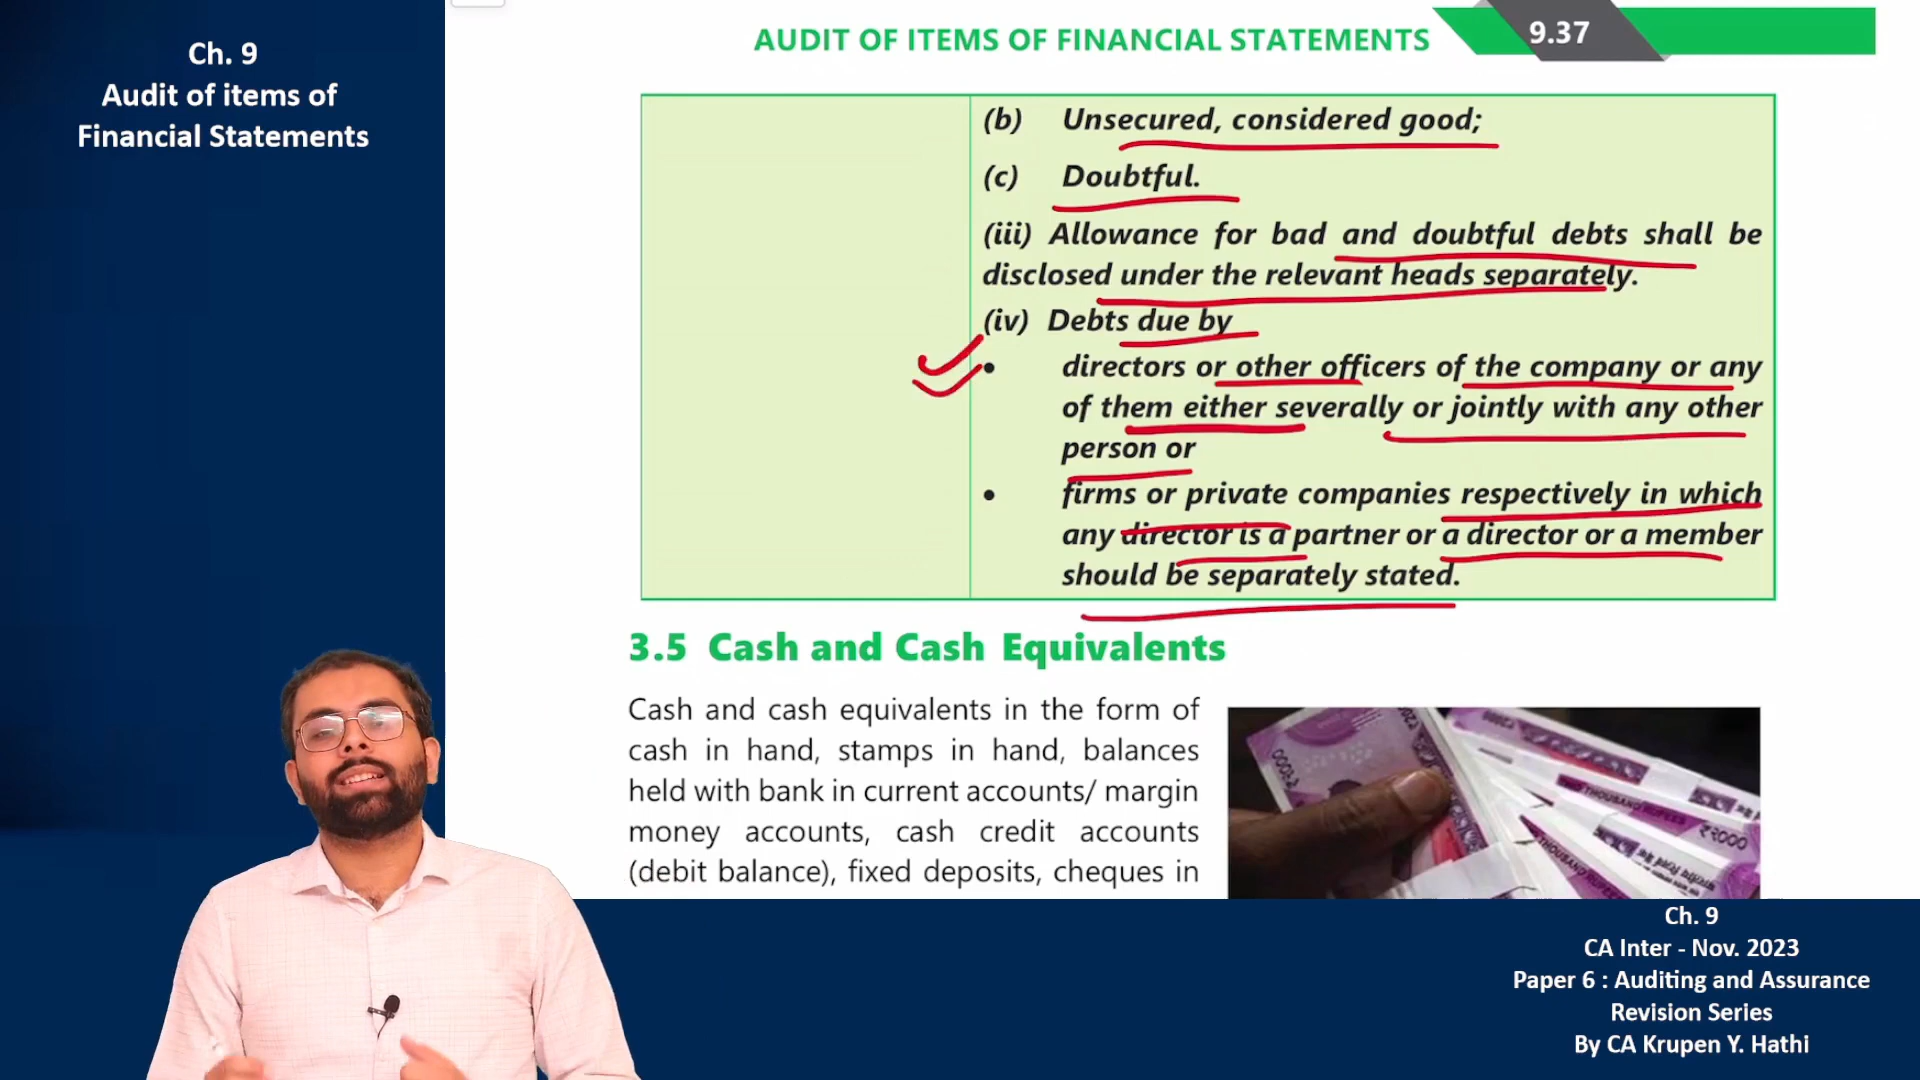 Ch. 9
Audit of items of
Financial Statements
AUDIT OF ITEMS OF FINANCIAL STATEMENTS
9.37
(b) Unsecured, considered good;
(c) Doubtful.
(iii) Allowance for bad and doubtful debts shall be
disclosed under the relevant heads separately.
(iv) Debts due by
• directors or other officers of the company or any
of them either severally or jointly with any other
person or
• firms or private companies respectively in which
any director is a partner or a director or a member
should be separately stated.
3.5 Cash and Cash Equivalents
Cash and cash equivalents in the form of
cash in hand, stamps in hand, balances
held with bank in current accounts/ margin
money accounts, cash credit accounts
(debit balance), fixed deposits, cheques in
₹2000
THOUSAND RUPEES
₹2000
Ch. 9
CA Inter - Nov. 2023
Paper 6 : Auditing and Assurance
Revision Series
By CA Krupen Y. Hathi